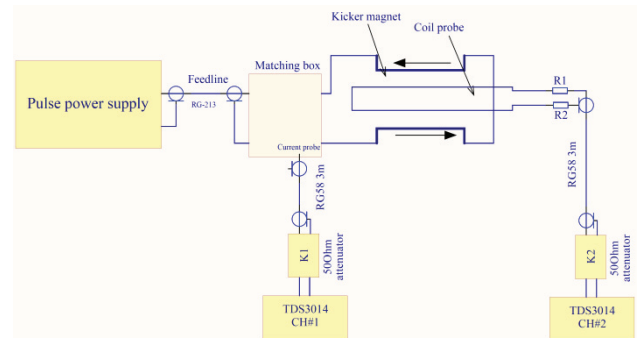 Kicker magnet
Coil probe
Matching box
Pulse power supply
Feedline
RG-213
R1
R2
Current probe
RG58 3m
RG58 3m
K1
50Ohm
attenuator
K2
50Ohm
attenuator
TDS3014
CH#1
TDS3014
CH#2